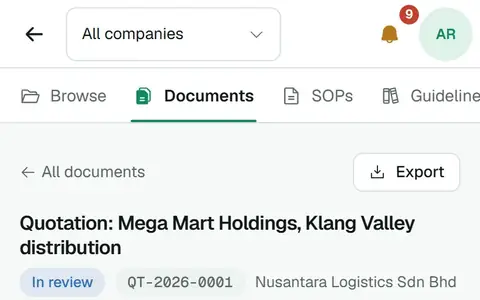 All companies
9
AR
Browse
Documents
SOPs
Guideline
All documents
Export
Quotation: Mega Mart Holdings, Klang Valley
distribution
In review
QT-2026-0001
Nusantara Logistics Sdn Bhd